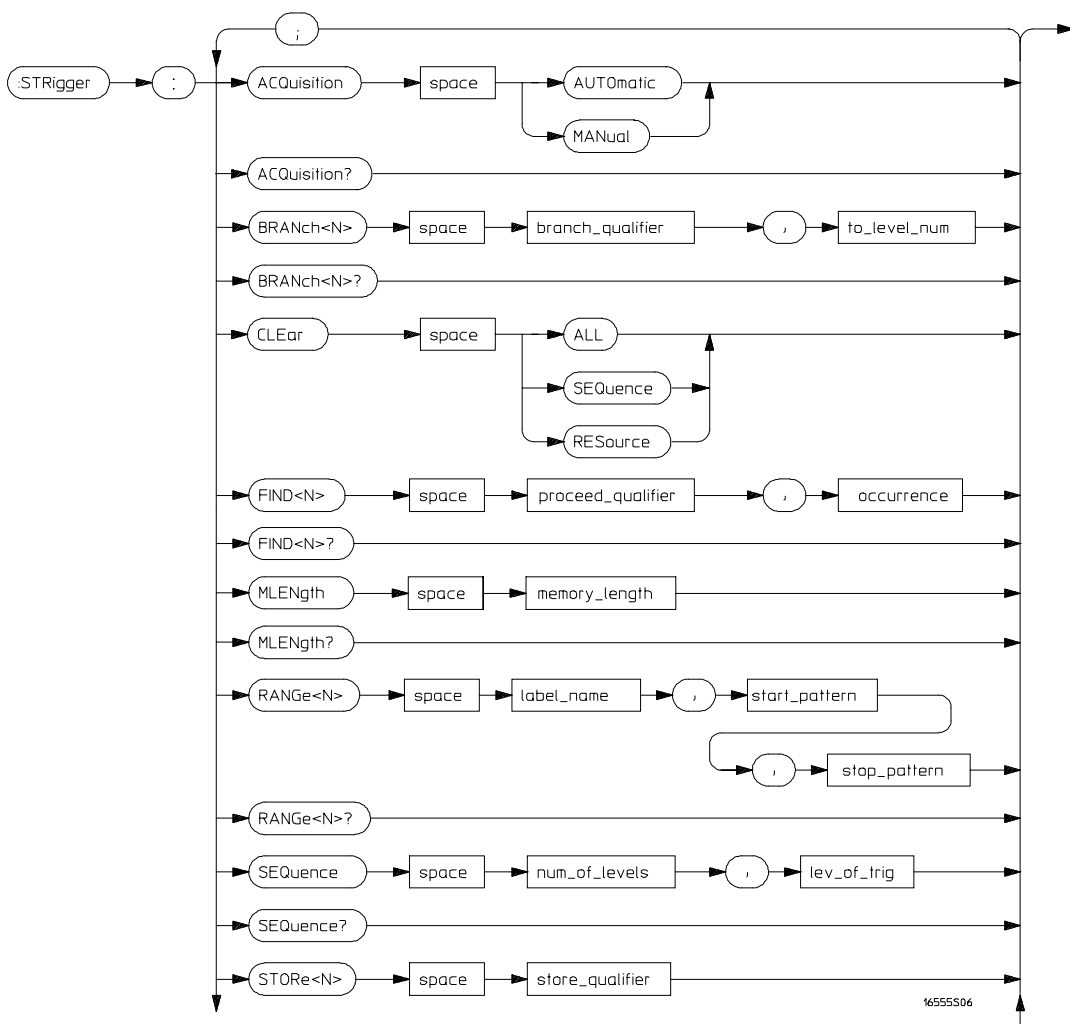 ;
:STRigger : ACQuisition space AUTOmatic
MANual
ACQuisition?
BRANch<N> space branch_qualifier , to_level_num
BRANch<N>?
CLEar space ALL
SEQuence
RESource
FIND<N> space proceed_qualifier , occurrence
FIND<N>?
MLENgth space memory_length
MLENgth?
RANGe<N> space label_name , start_pattern
, stop_pattern
RANGe<N>?
SEQuence space num_of_levels , lev_of_trig
SEQuence?
STORe<N> space store_qualifier
16555S06